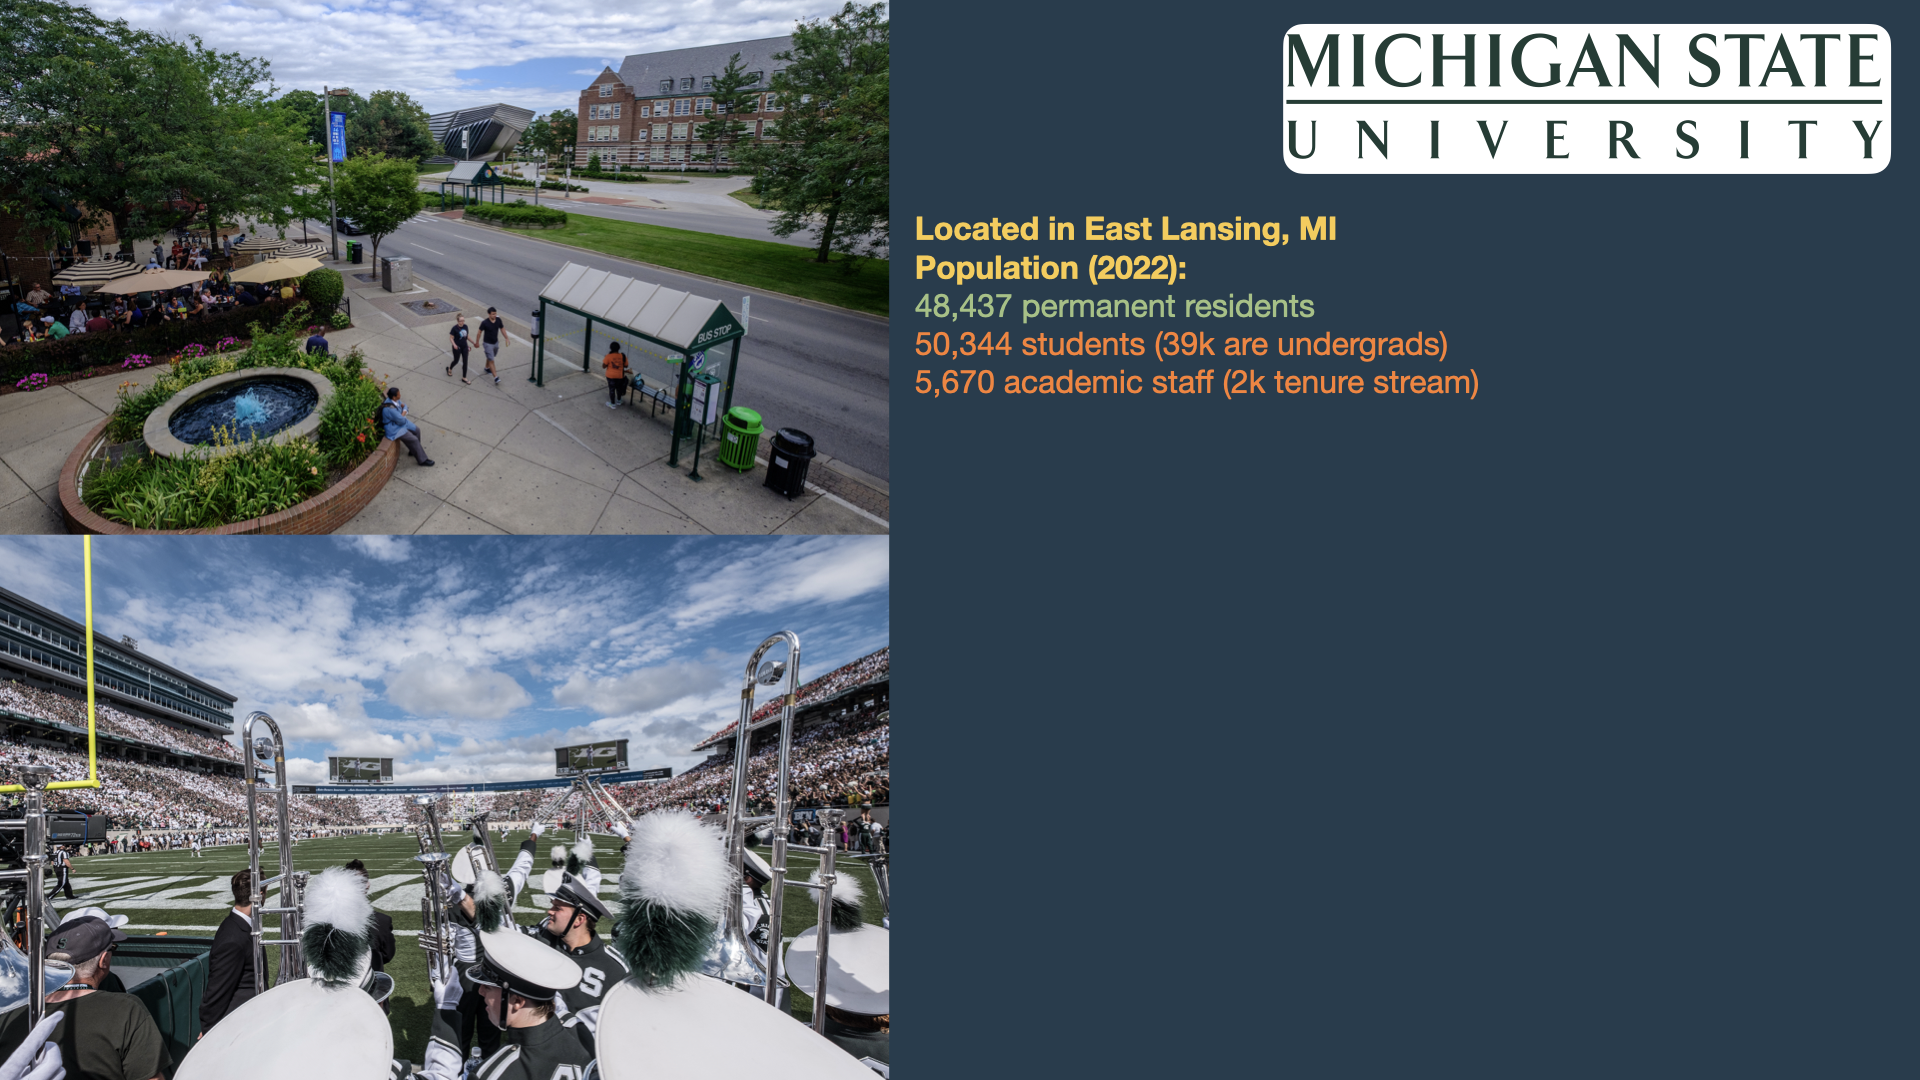 MICHIGAN STATE
UNIVERSITY
Located in East Lansing, MI
Population (2022):
48,437 permanent residents
50,344 students (39k are undergrads)
5,670 academic staff (2k tenure stream)
BUS STOP
S